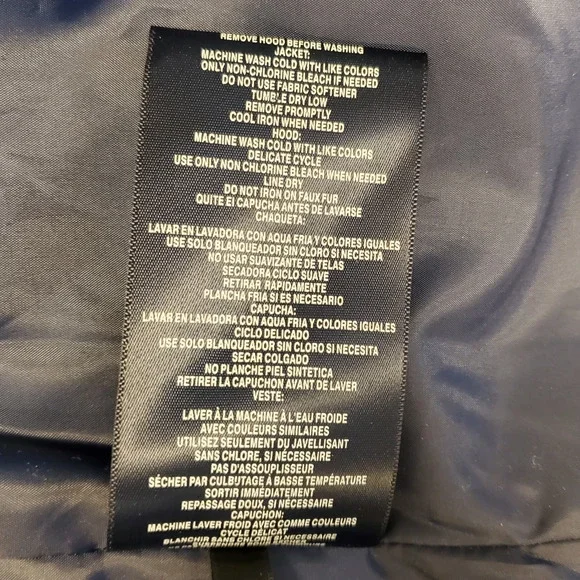 REMOVE HOOD BEFORE WASHING
JACKET:
MACHINE WASH COLD WITH LIKE COLORS
ONLY NON-CHLORINE BLEACH IF NEEDED
DO NOT USE FABRIC SOFTENER
TUMBLE DRY LOW
REMOVE PROMPTLY
COOL IRON WHEN NEEDED
HOOD:
MACHINE WASH COLD WITH LIKE COLORS
DELICATE CYCLE
USE ONLY NON CHLORINE BLEACH WHEN NEEDED
LINE DRY
DO NOT IRON ON FAUX FUR
QUITE EI CAPUCHA ANTES DE LAVARSE
CHAQUETA:
LAVAR EN LAVADORA CON AQUA FRIA Y COLORES IGUALES
USE SOLO BLANQUEADOR SIN CLORO SI NECESITA
NO USAR SUAVIZANTE DE TELAS
SECADORA CICLO SUAVE
RETIRAR RAPIDAMENTE
PLANCHA FRIA SI ES NECESARIO
CAPUCHA:
LAVAR EN LAVADORA CON AQUA FRIA Y COLORES IGUALES
CICLO DELICADO
USE SOLO BLANQUEADOR SIN CLORO SI NECESITA
SECAR COLGADO
NO PLANCHE PIEL SINTETICA
RETIRER LA CAPUCHON AVANT DE LAVER
VESTE:
LAVER À LA MACHINE À L'EAU FROIDE
AVEC COULEURS SIMILAIRES
UTILISEZ SEULEMENT DU JAVELLISANT
SANS CHLORE, SI NÉCESSAIRE
PAS D'ASSOUPLISSEUR
SÉCHER PAR CULBUTAGE À BASSE TEMPÉRATURE
SORTIR IMMÉDIATEMENT
REPASSAGE DOUX, SI NÉCESSAIRE
CAPUCHON:
MACHINE LAVER FROID AVEC COMME COULEURS
CYCLE DELICAT
BLANCHIR SANS CHLORE SI NÉCESSAIRE